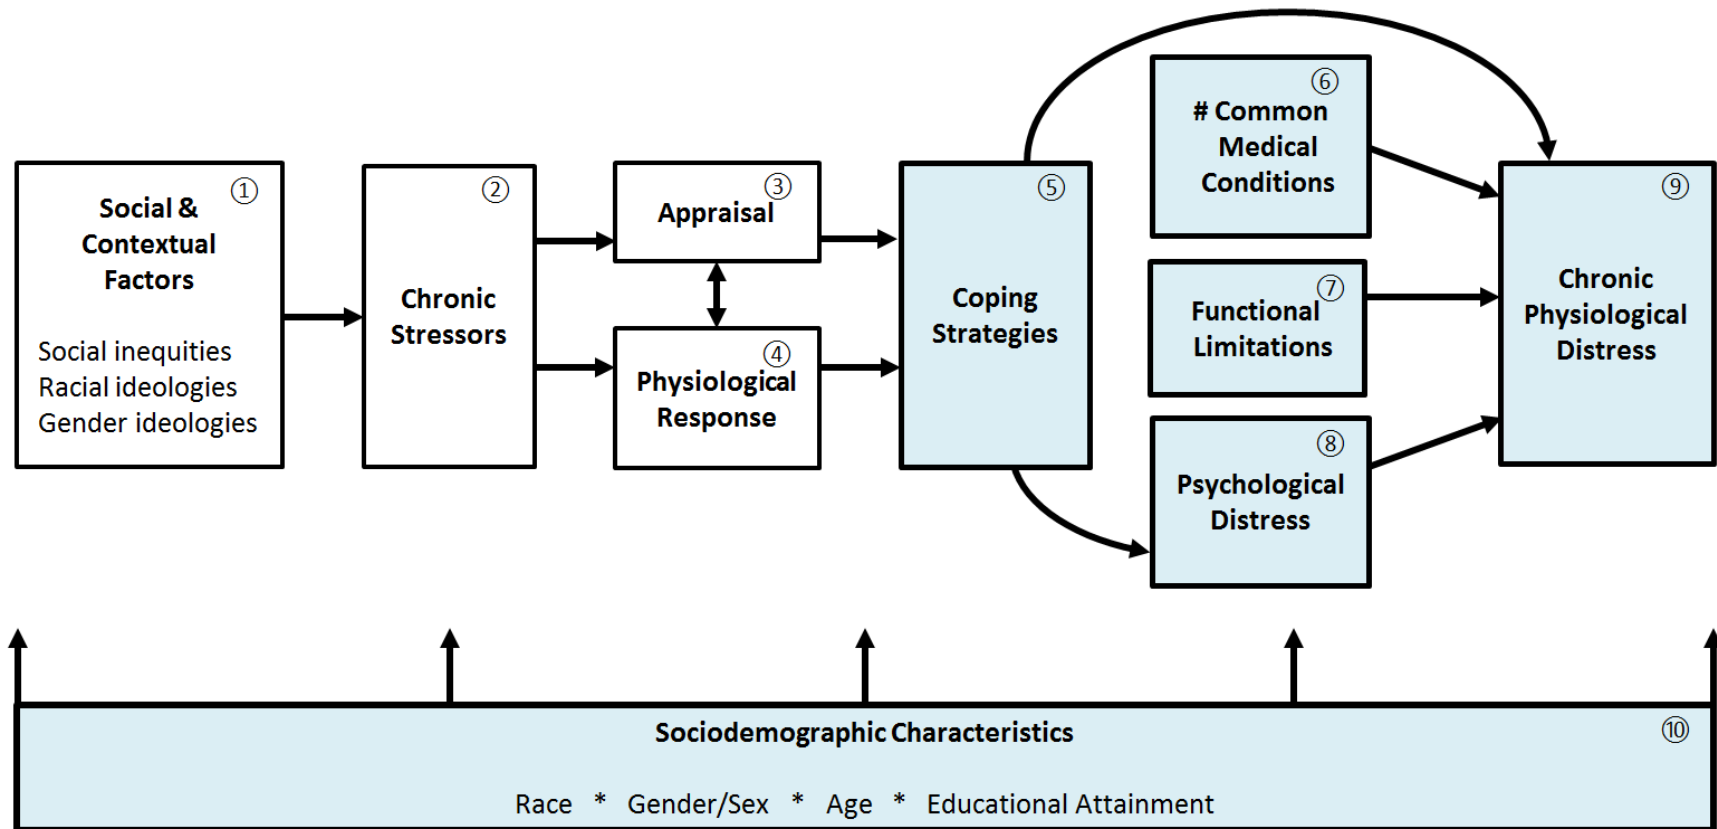 ①
Social &
Contextual
Factors
Social inequities
Racial ideologies
Gender ideologies
②
Chronic
Stressors
③
Appraisal
④
Physiological
Response
⑤
Coping
Strategies
⑥
# Common
Medical
Conditions
⑦
Functional
Limitations
⑧
Psychological
Distress
⑨
Chronic
Physiological
Distress
Sociodemographic Characteristics ⑩
Race * Gender/Sex * Age * Educational Attainment